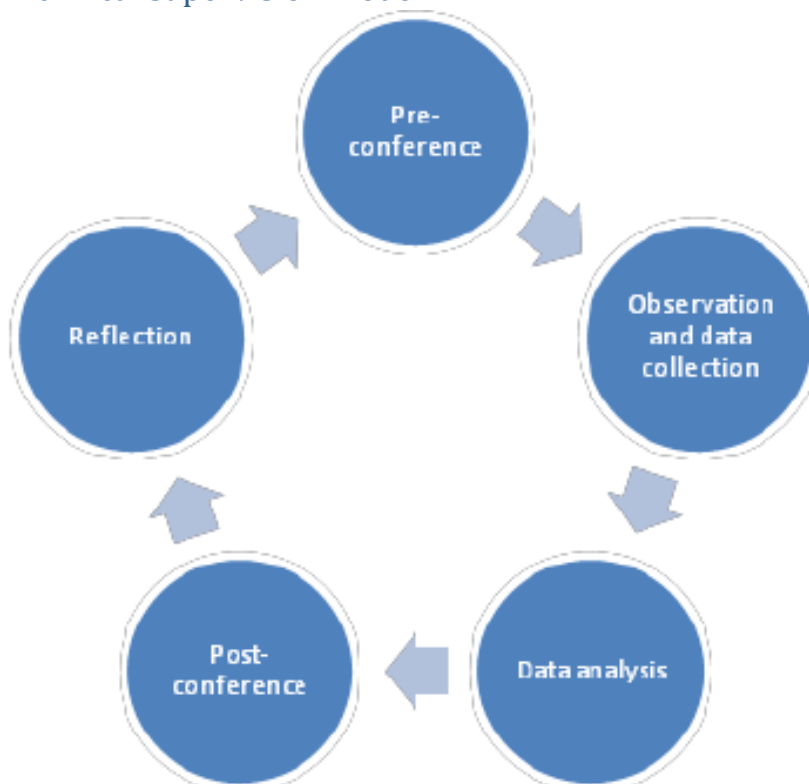 Pre-
conference
Observation
and data
collection
Data analysis
Post-
conference
Reflection